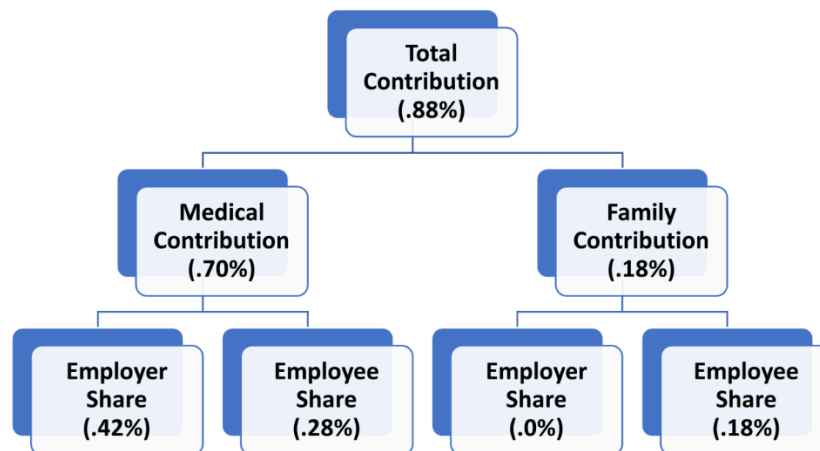 Total
Contribution
(.88%)
Medical
Contribution
(.70%)
Family
Contribution
(.18%)
Employer
Share
(.42%)
Employee
Share
(.28%)
Employer
Share
(.0%)
Employee
Share
(.18%)